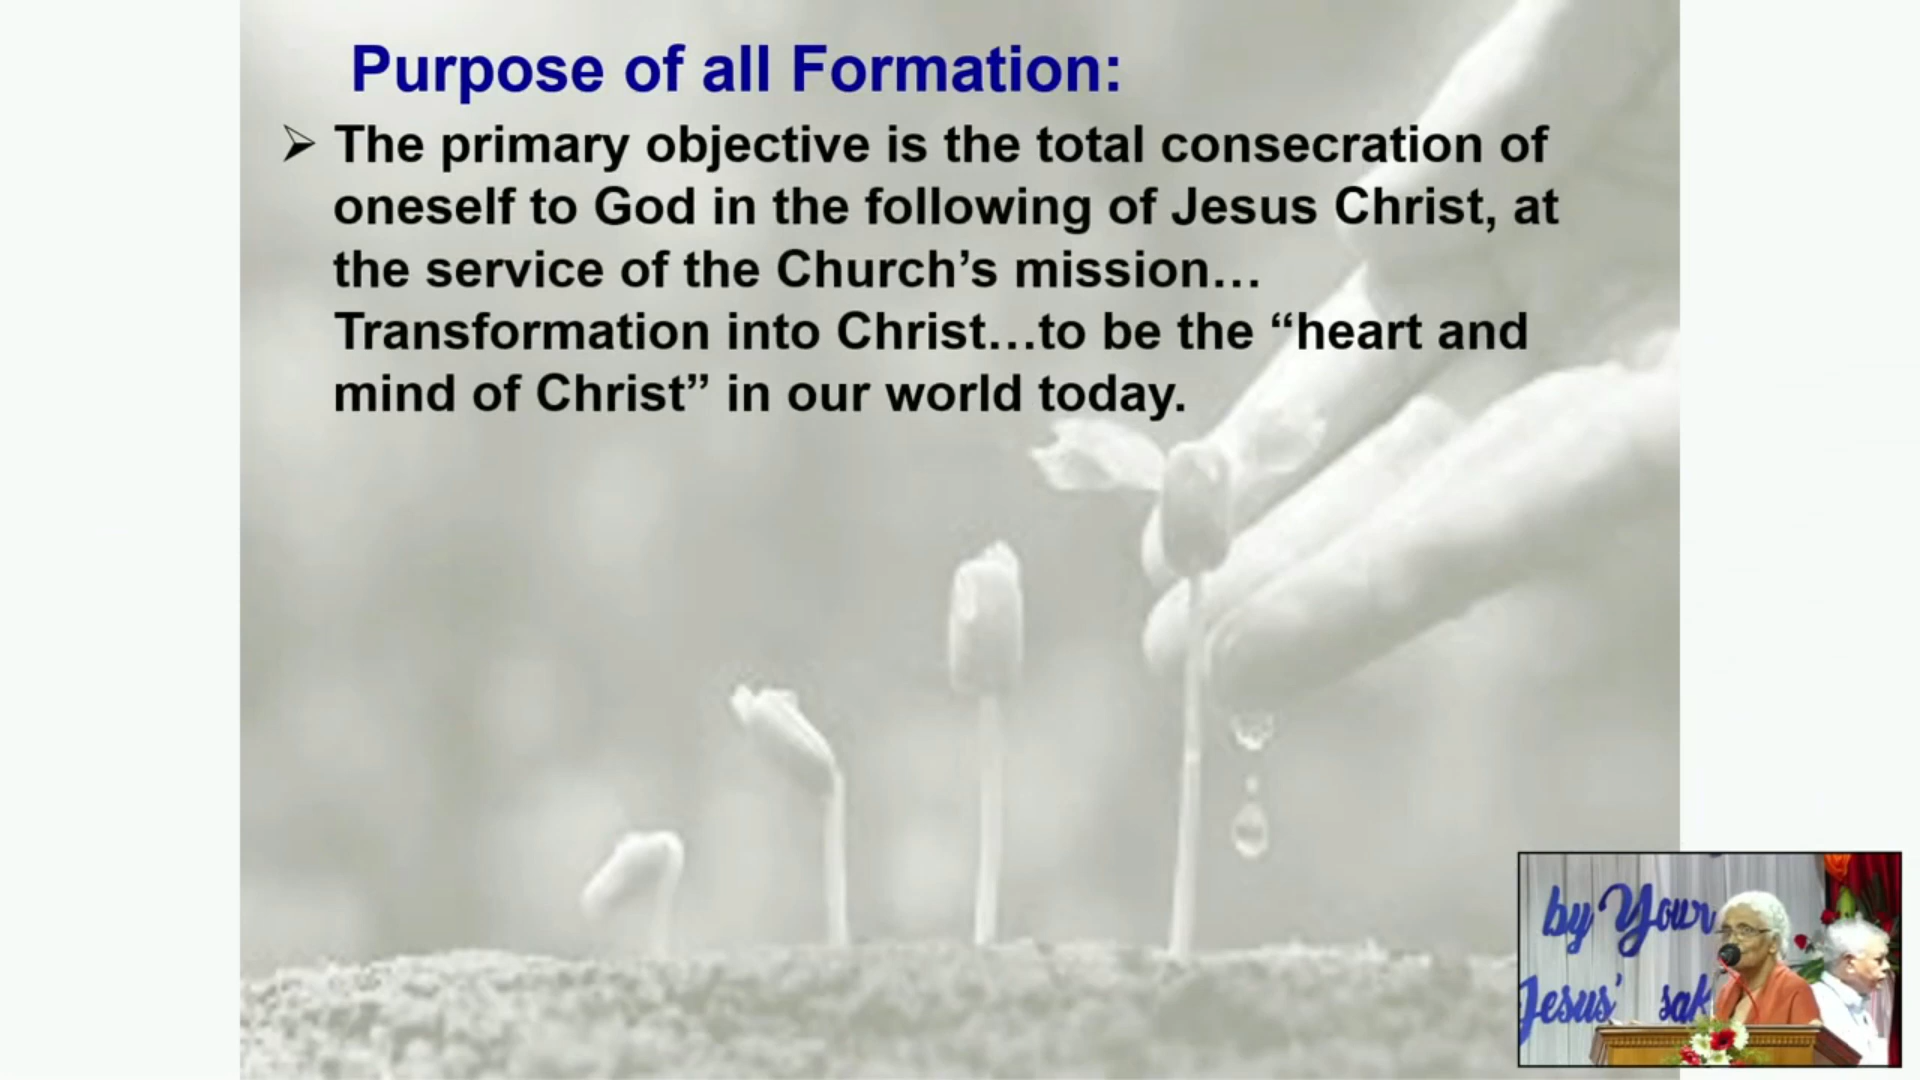 Purpose of all Formation:
➢ The primary objective is the total consecration of
oneself to God in the following of Jesus Christ, at
the service of the Church’s mission…
Transformation into Christ…to be the “heart and
mind of Christ” in our world today.
by Your
Jesus’ sak